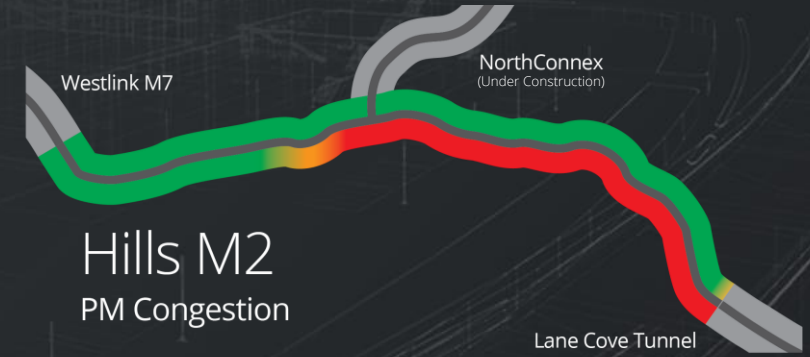 Westlink M7
NorthConnex
(Under Construction)
Hills M2
PM Congestion
Lane Cove Tunnel